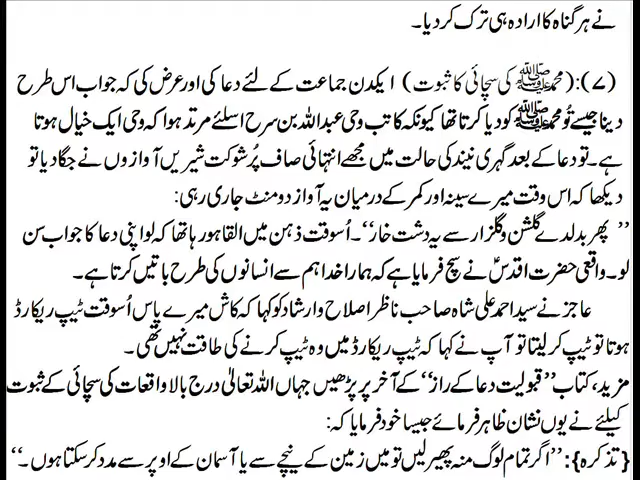 نے ہر گناہ کا ارادہ ہی ترک کر دیا۔
(۷): (محمدﷺ کی سچائی کا ثبوت) ایکدن جماعت کے لئے دعا کی اور عرض کی کہ جواب اس طرح
دینا جیسے تُو محمدﷺ کو دیا کرتا تھا کیونکہ کاتب وحی عبداللہ بن سرح اسلئے مرتد ہوا کہ وحی ایک خیال ہوتا
ہے۔ تو دعا کے بعد گہری نیند کی حالت میں مجھے انتہائی صاف پُر شوکت شیریں آوازوں نے جگا دیا تو
دیکھا کہ اس وقت میرے سینہ اور کمر کے درمیان یہ آواز دو منٹ جاری رہی:
’’ پھر بدلدے گلشن و گلزار سے یہ دشت خار‘‘۔ اُسوقت ذہن میں القا ہو رہا تھا کہ لو اپنی دعا کا جواب سن
لو۔ واقعی حضرت اقدسؑ نے سچ فرمایا ہے کہ ہمارا خدا ہم سے انسانوں کی طرح باتیں کرتا ہے۔
عاجز نے سید احمد علی شاہ صاحب ناظر اصلاح وارشاد کو کہا کہ کاش میرے پاس اُسوقت ٹیپ ریکارڈ
ہوتا تو ٹیپ کر لیتا تو آپ نے کہا کہ ٹیپ ریکارڈ میں وہ ٹیپ کرنے کی طاقت نہیں تھی۔
مزید، کتاب ’’قبولیت دعا کے راز‘‘ کے آخر پر پڑھیں جہاں اللہ تعالیٰ درج بالا واقعات کی سچائی کے ثبوت
کیلئے نے یوں نشان ظاہر فرمائے جیسا خود فرمایا کہ:
{تذکرہ}: ’’اگر تمام لوگ منہ پھیر لیں تو میں زمین کے نیچے سے یا آسمان کے اوپر سے مدد کر سکتا ہوں۔‘‘